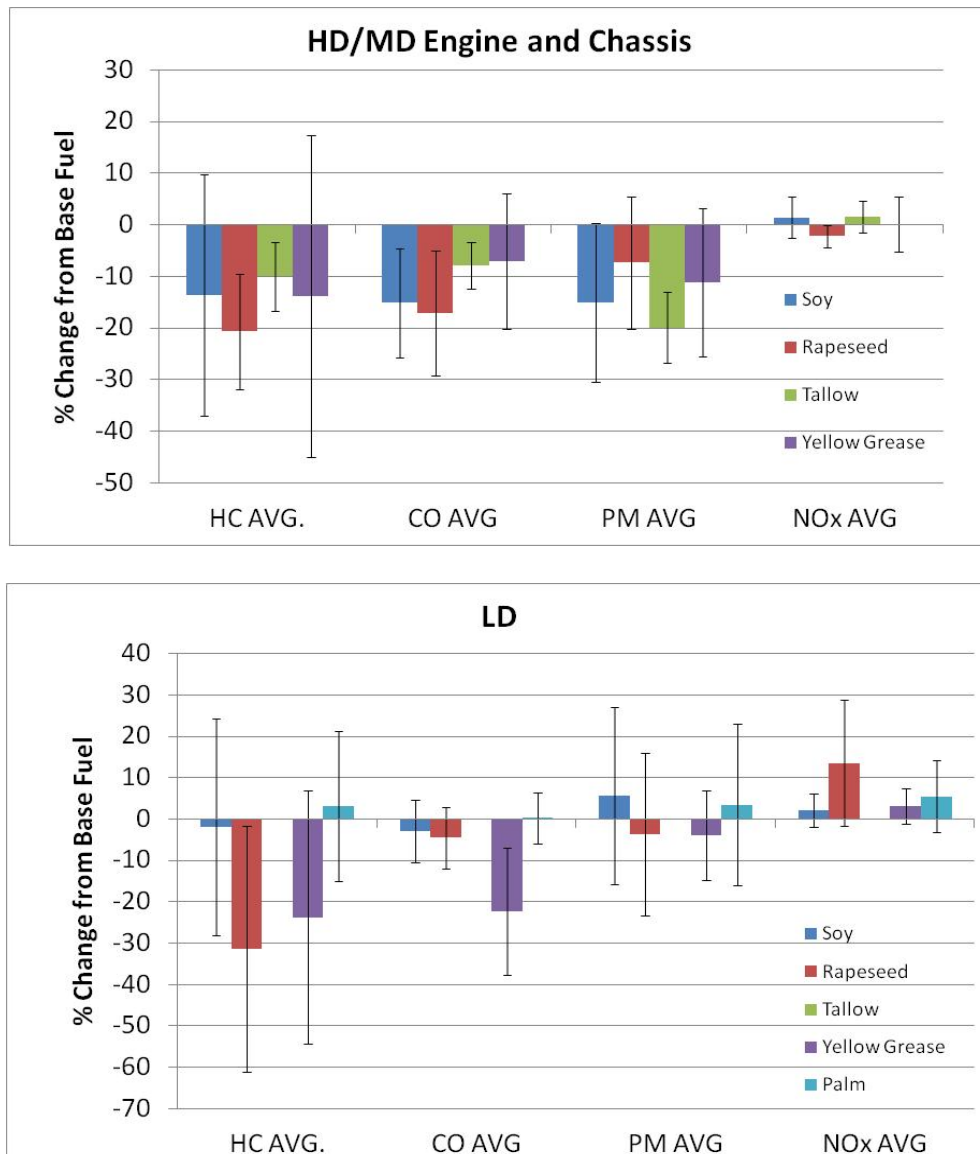 HD/MD Engine and Chassis
% Change from Base Fuel
30
20
10
0
-10
-20
-30
-40
-50
Soy
Rapeseed
Tallow
Yellow Grease
HC AVG. CO AVG PM AVG NOx AVG
LD
% Change from Base Fuel
40
30
20
10
0
-10
-20
-30
-40
-50
-60
-70
Soy
Rapeseed
Tallow
Yellow Grease
Palm
HC AVG. CO AVG PM AVG NOx AVG